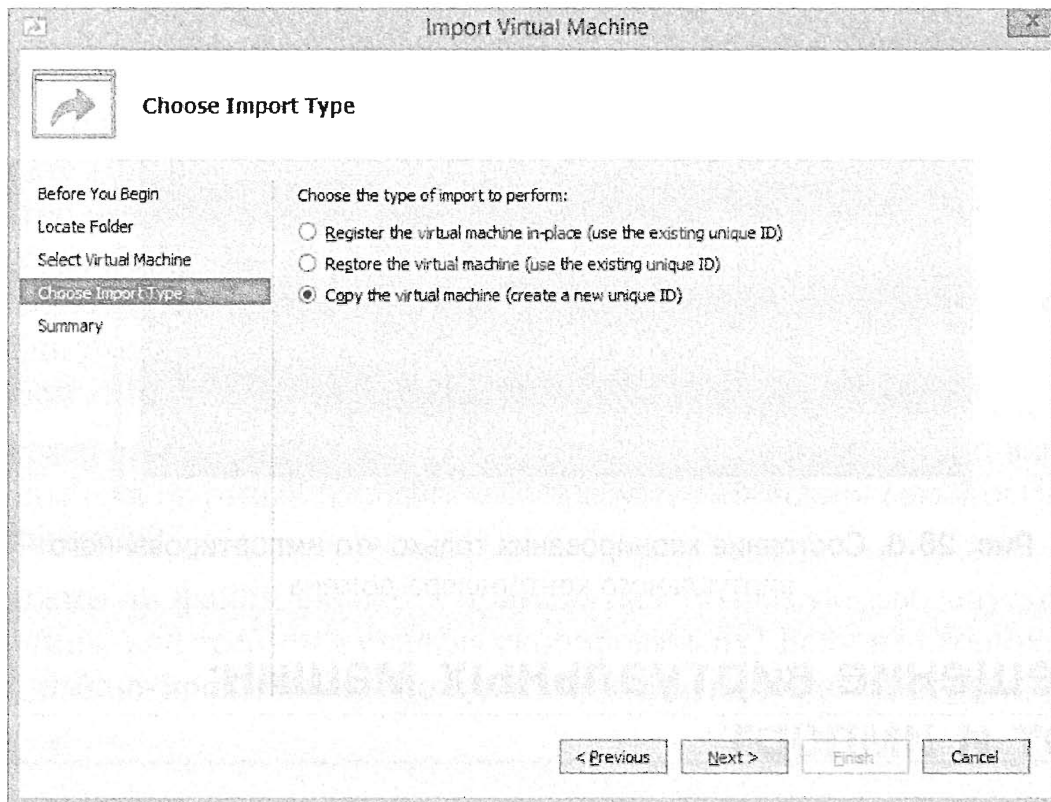 Import Virtual Machine
Choose Import Type
Before You Begin
Locate Folder
Select Virtual Machine
Choose Import Type
Summary
Choose the type of import to perform:
Register the virtual machine in-place (use the existing unique ID)
Restore the virtual machine (use the existing unique ID)
Copy the virtual machine (create a new unique ID)
< Previous
Next >
Finish
Cancel